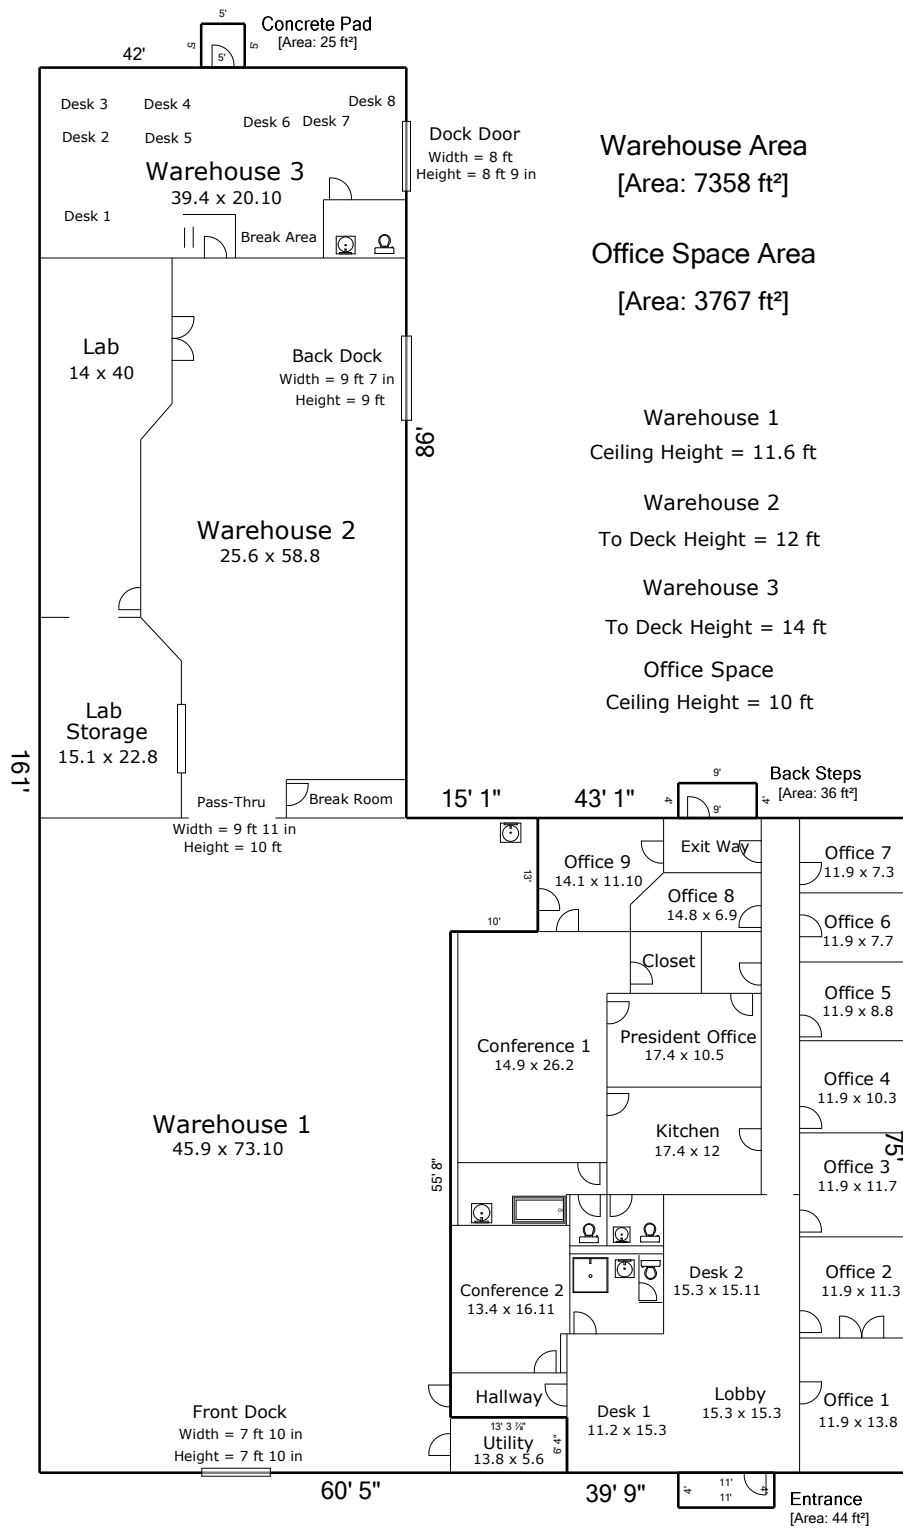 5'
Concrete Pad
[Area: 25 ft²]
5'
5'
5'
42'
Desk 3
Desk 4
Desk 8
Desk 6
Desk 7
Desk 2
Desk 5
Dock Door
Width = 8 ft
Height = 8 ft 9 in
Warehouse 3
39.4 x 20.10
Desk 1
Break Area
Warehouse Area
[Area: 7358 ft²]
Office Space Area
[Area: 3767 ft²]
Lab
14 x 40
Back Dock
Width = 9 ft 7 in
Height = 9 ft
86'
Warehouse 1
Ceiling Height = 11.6 ft
Warehouse 2
To Deck Height = 12 ft
Warehouse 3
To Deck Height = 14 ft
Office Space
Ceiling Height = 10 ft
Warehouse 2
25.6 x 58.8
Lab
Storage
15.1 x 22.8
161'
Pass-Thru
Width = 9 ft 11 in
Height = 10 ft
Break Room
15' 1"
43' 1"
9'
4'
9'
4'
Back Steps
[Area: 36 ft²]
13'
10'
Office 9
14.1 x 11.10
Exit Way
Office 8
14.8 x 6.9
Office 7
11.9 x 7.3
Office 6
11.9 x 7.7
Closet
Office 5
11.9 x 8.8
Conference 1
14.9 x 26.2
President Office
17.4 x 10.5
Office 4
11.9 x 10.3
Warehouse 1
45.9 x 73.10
Kitchen
17.4 x 12
75'
Office 3
11.9 x 11.7
55' 8"
Conference 2
13.4 x 16.11
Desk 2
15.3 x 15.11
Office 2
11.9 x 11.3
Hallway
Desk 1
11.2 x 15.3
Lobby
15.3 x 15.3
Office 1
11.9 x 13.8
Front Dock
Width = 7 ft 10 in
Height = 7 ft 10 in
13' 3 ⅞"
Utility
13.8 x 5.6
6' 4"
60' 5"
39' 9"
4'
11'
11'
4'
Entrance
[Area: 44 ft²]